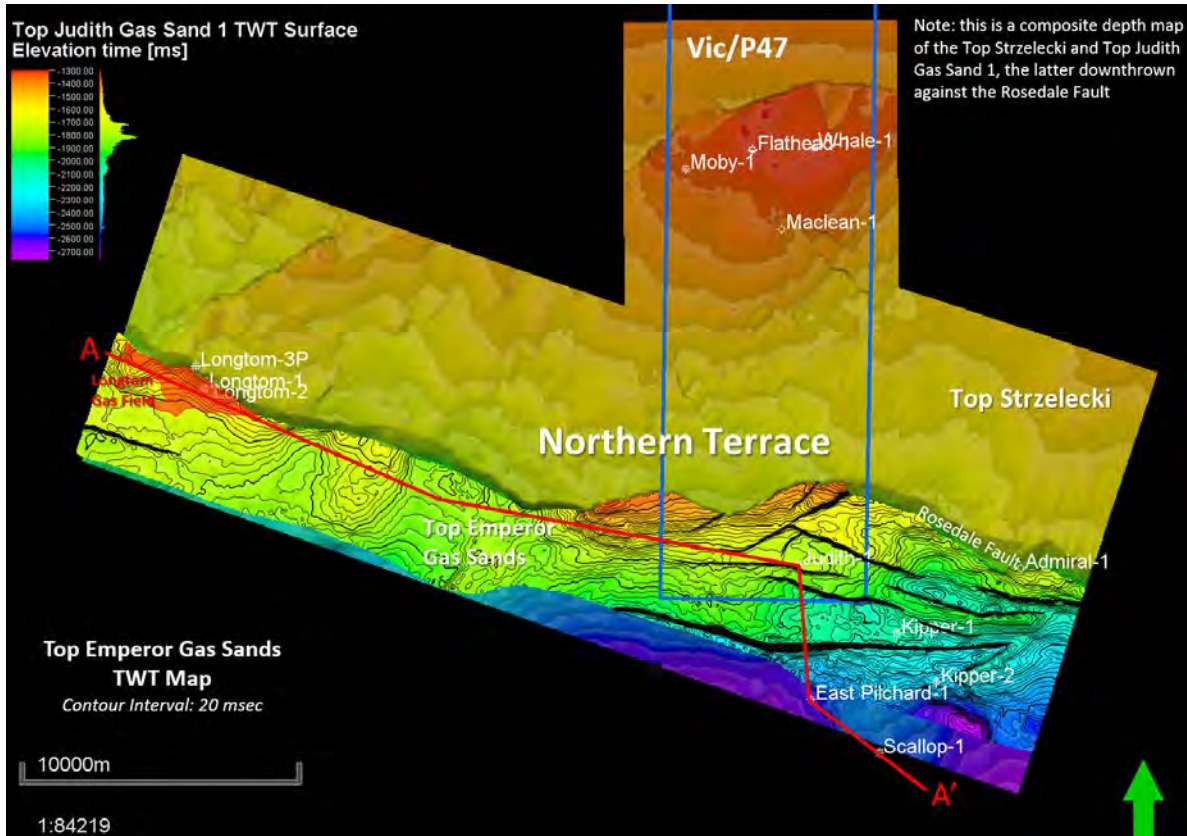 Top Judith Gas Sand 1 TWT Surface
Elevation time [ms]
-1300.00
-1400.00
-1500.00
-1600.00
-1700.00
-1800.00
-1900.00
-2000.00
-2100.00
-2200.00
-2300.00
-2400.00
-2500.00
-2600.00
-2700.00
Vic/P47
Note: this is a composite depth map
of the Top Strzelecki and Top Judith
Gas Sand 1, the latter downthrown
against the Rosedale Fault
Flathead-1
Whale-1
Moby-1
Maclean-1
A
Longtom-3P
Longtom-1
Longtom-2
Longtom
Gas Field
Top Strzelecki
Northern Terrace
Top Emperor
Gas Sands
Rosedale Fault
Judith-1
Admiral-1
Kipper-1
Kipper-2
East Pilchard-1
Scallop-1
A'
Top Emperor Gas Sands
TWT Map
Contour Interval: 20 msec
10000m
1:84219